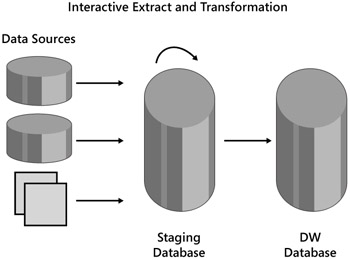 Interactive Extract and Transformation
Data Sources
Staging
Database
DW
Database